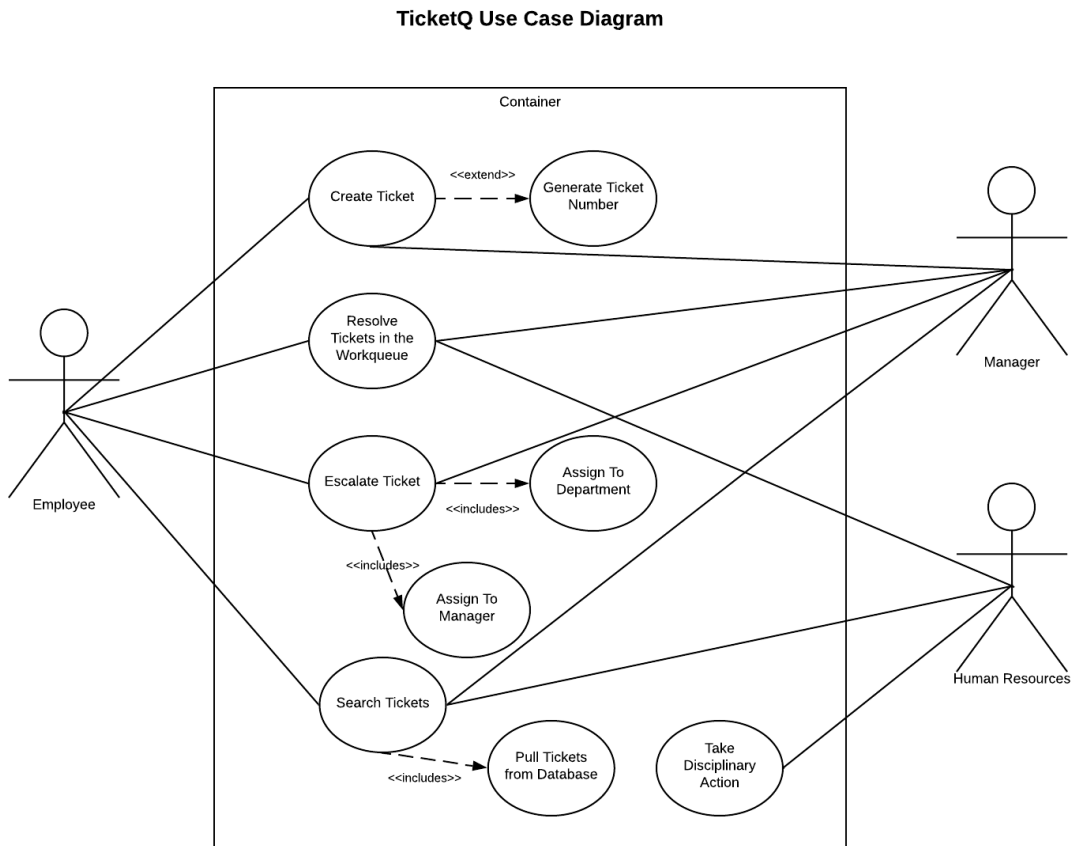 TicketQ Use Case Diagram
Container
Create Ticket
<<extend>>
Generate Ticket
Number
Resolve
Tickets in the
Workqueue
Manager
Escalate Ticket
<<includes>>
Assign To
Department
Employee
<<includes>>
Assign To
Manager
Human Resources
Search Tickets
<<includes>>
Pull Tickets
from Database
Take
Disciplinary
Action